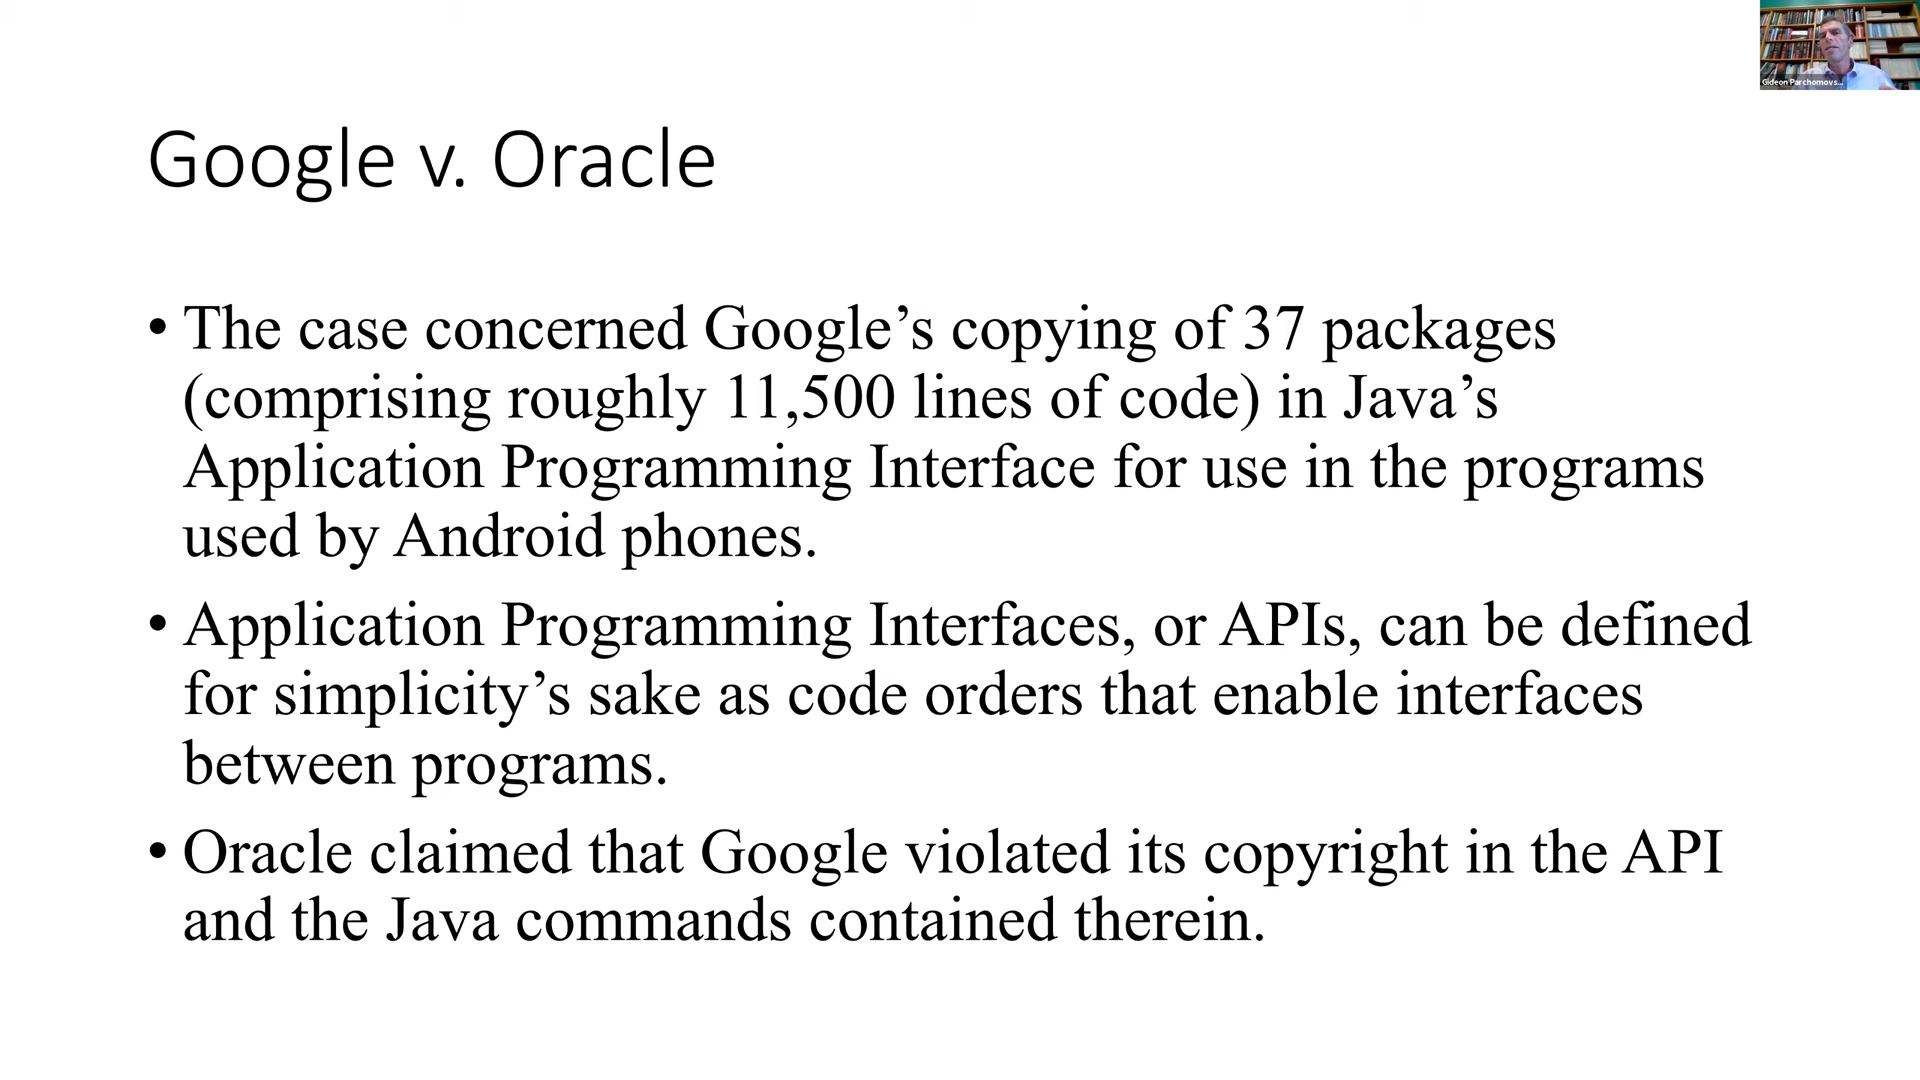 Gideon Parchomovs...
Google v. Oracle
• The case concerned Google’s copying of 37 packages
(comprising roughly 11,500 lines of code) in Java’s
Application Programming Interface for use in the programs
used by Android phones.
• Application Programming Interfaces, or APIs, can be defined
for simplicity’s sake as code orders that enable interfaces
between programs.
• Oracle claimed that Google violated its copyright in the API
and the Java commands contained therein.